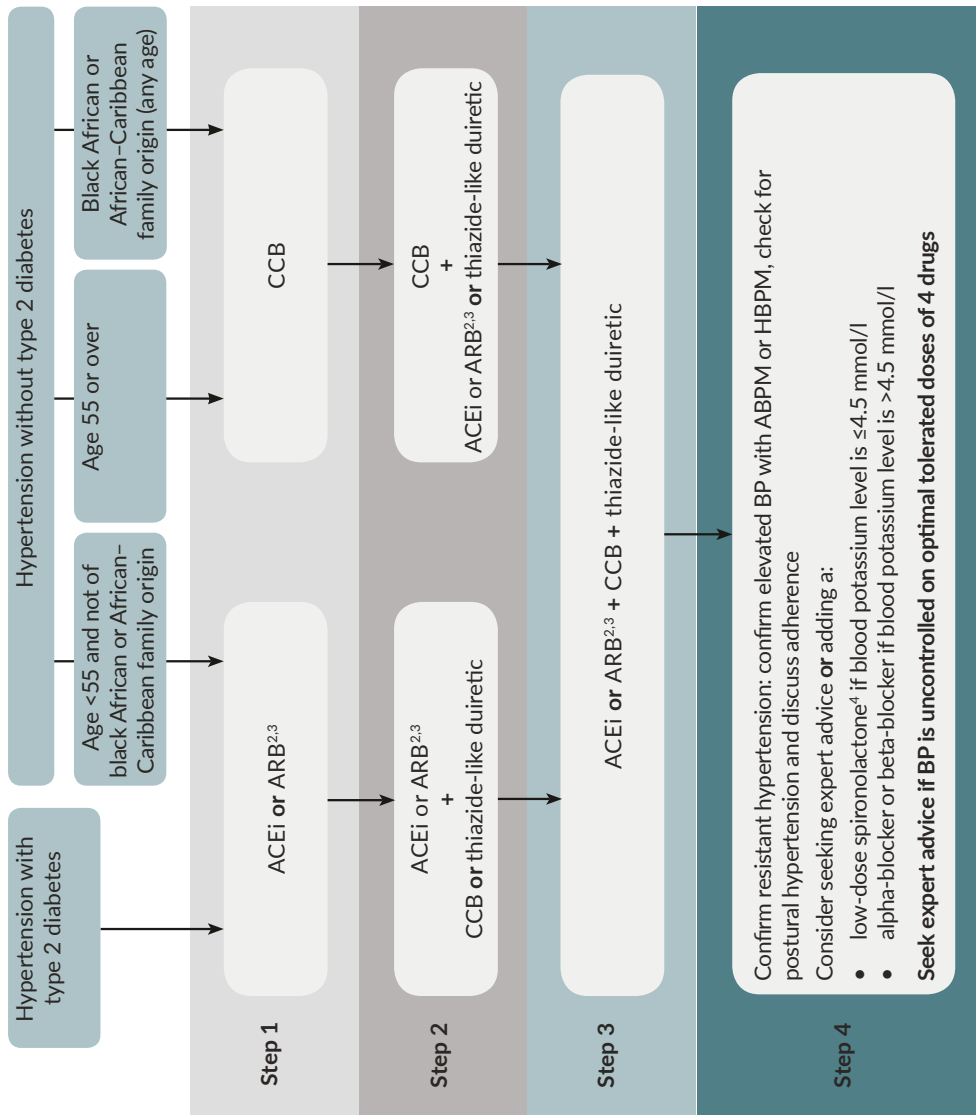 Hypertension with
type 2 diabetes
Hypertension without type 2 diabetes
Age <55 and not of
black African or African–
Caribbean family origin
Age 55 or over
Black African or
African–Caribbean
family origin (any age)
Step 1
ACEi or ARB2,3
CCB
Step 2
ACEi or ARB2,3
+
CCB or thiazide-like duiretic
CCB
+
ACEi or ARB2,3 or thiazide-like duiretic
Step 3
ACEi or ARB2,3 + CCB + thiazide-like duiretic
Step 4
Confirm resistant hypertension: confirm elevated BP with ABPM or HBPM, check for
postural hypertension and discuss adherence
Consider seeking expert advice or adding a:
• low-dose spironolactone4 if blood potassium level is ≤4.5 mmol/l
• alpha-blocker or beta-blocker if blood potassium level is >4.5 mmol/l
Seek expert advice if BP is uncontrolled on optimal tolerated doses of 4 drugs